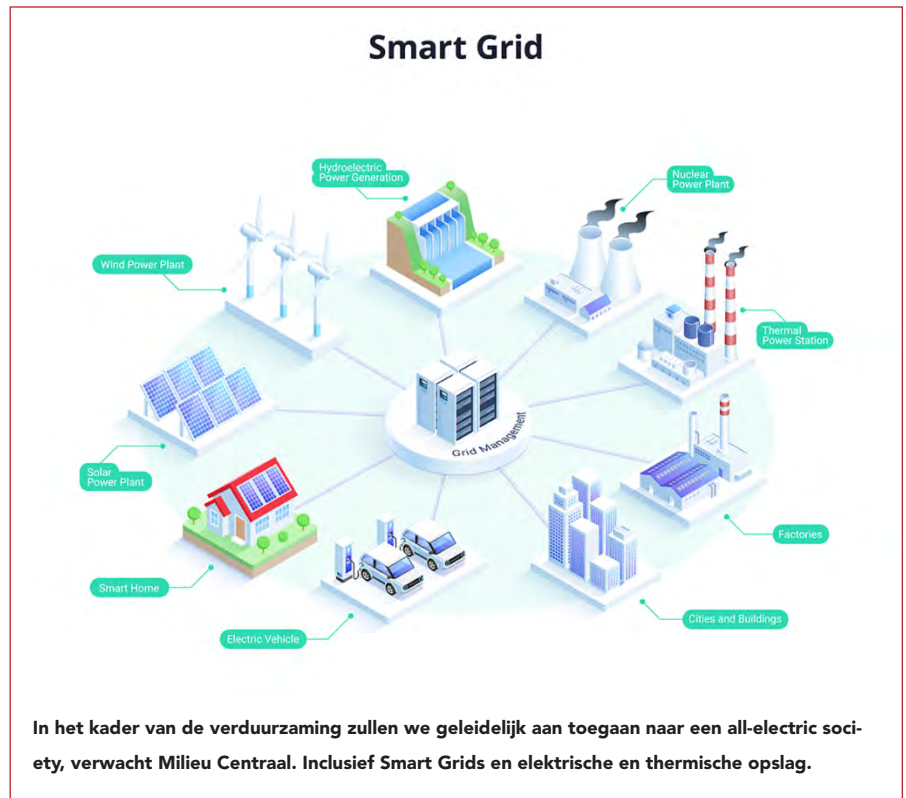 Smart Grid
Hydroelectric
Power Generation
Nuclear
Power Plant
Wind Power Plant
Thermal
Power Station
Grid Management
Solar
Power Plant
Factories
Smart Home
Cities and Buildings
Electric Vehicle
In het kader van de verduurzaming zullen we geleidelijk aan toegaan naar een all-electric soci-
ety, verwacht Milieu Centraal. Inclusief Smart Grids en elektrische en thermische opslag.